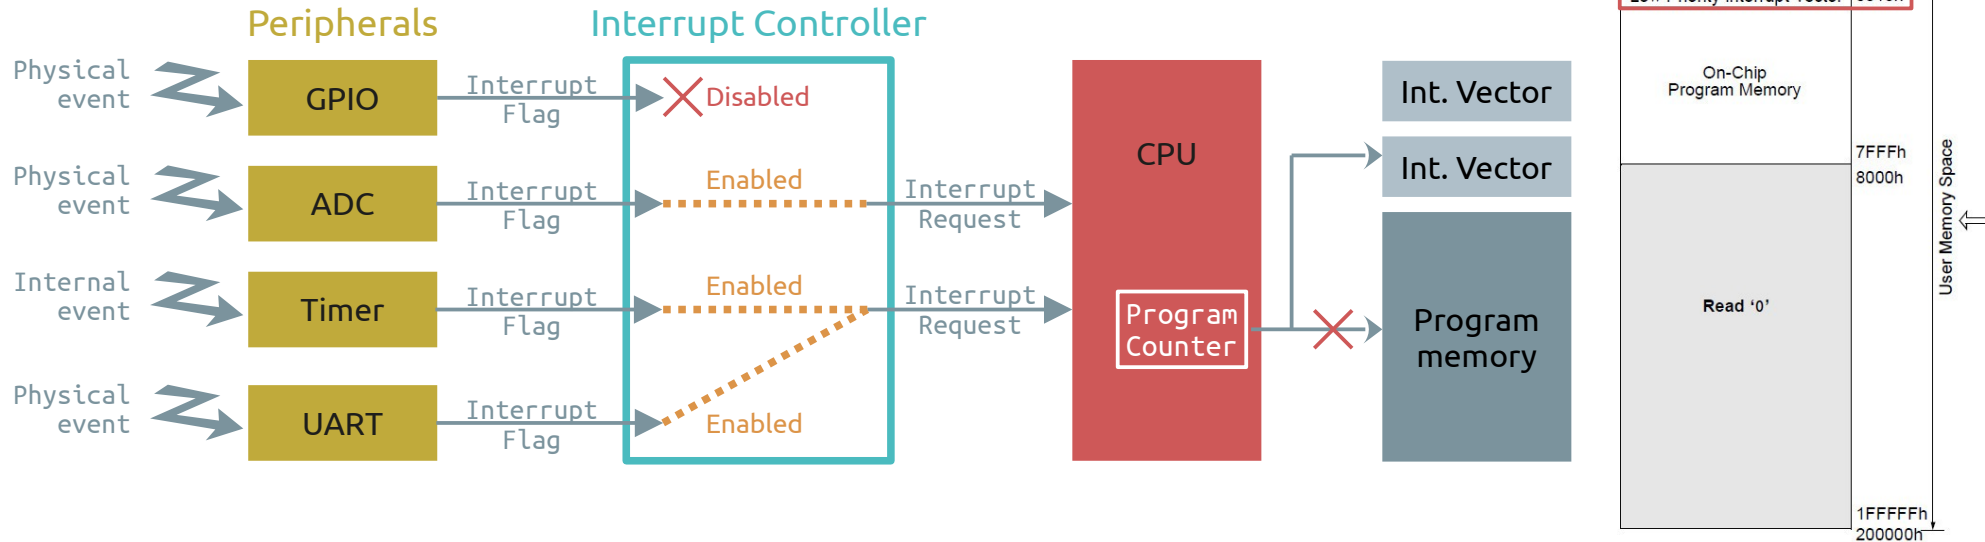 Peripherals
Interrupt Controller
Physical
event
GPIO
Interrupt
Flag
Disabled
Physical
event
ADC
Interrupt
Flag
Enabled
Interrupt
Request
Internal
event
Timer
Interrupt
Flag
Enabled
Interrupt
Request
Physical
event
UART
Interrupt
Flag
Enabled
CPU
Program
Counter
Int. Vector
Int. Vector
Program
memory
On-Chip
Program Memory
7FFFh
8000h
Read ‘0’
1FFFFFh
200000h
User Memory Space